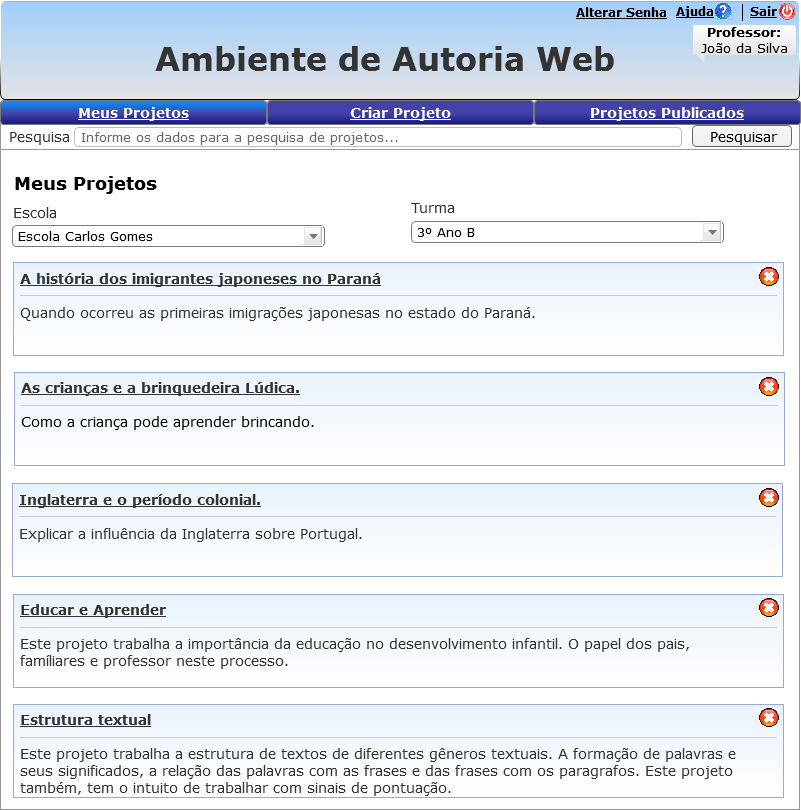 Alterar Senha Ajuda? | Sair
Professor:
João da Silva
Ambiente de Autoria Web
Meus Projetos Criar Projeto Projetos Publicados
Pesquisa Informe os dados para a pesquisa de projetos... Pesquisar
Meus Projetos
Escola Turma
Escola Carlos Gomes 3º Ano B
A história dos imigrantes japoneses no Paraná
Quando ocorreu as primeiras imigrações japonesas no estado do Paraná.
As crianças e a brinquedeira Lúdica.
Como a criança pode aprender brincando.
Inglaterra e o período colonial.
Explicar a influência da Inglaterra sobre Portugal.
Educar e Aprender
Este projeto trabalha a importância da educação no desenvolvimento infantil. O papel dos pais,
famíliares e professor neste processo.
Estrutura textual
Este projeto trabalha a estrutura de textos de diferentes gêneros textuais. A formação de palavras e
seus significados, a relação das palavras com as frases e das frases com os paragrafos. Este projeto
também, tem o intuito de trabalhar com sinais de pontuação.